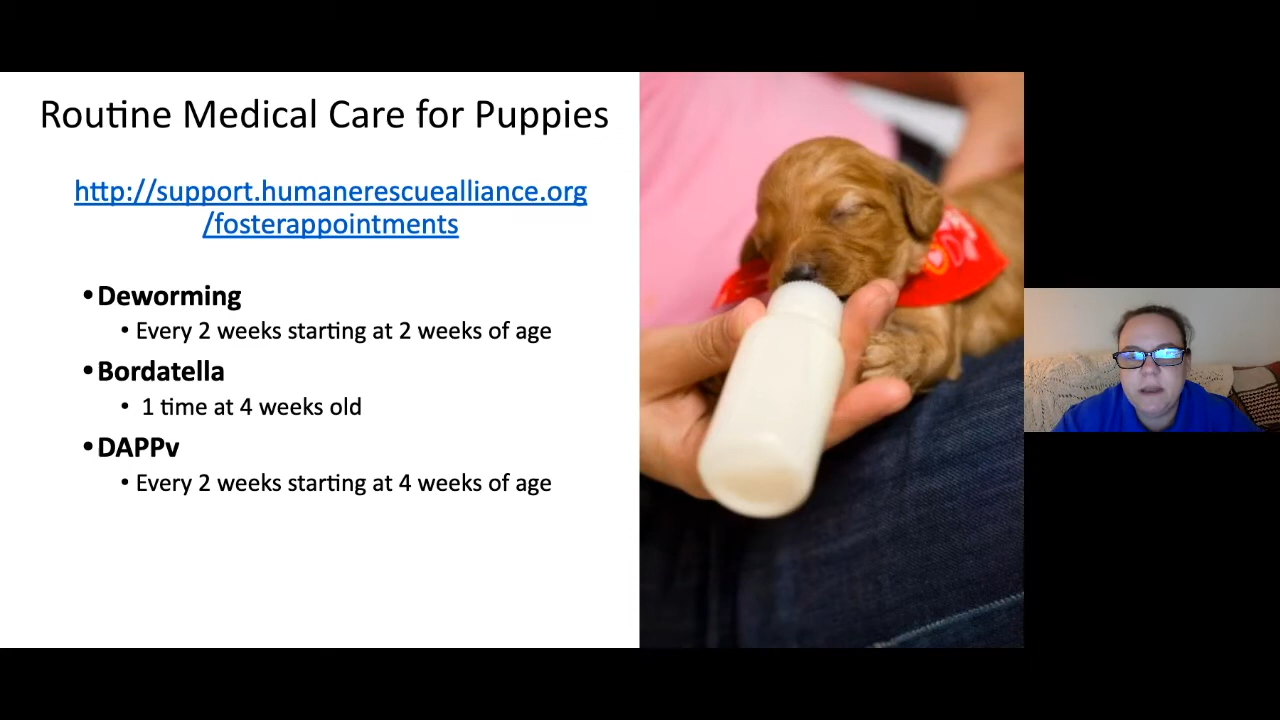 Routine Medical Care for Puppies
http://support.humanerescuealliance.org
/fosterappointments
• Deworming
• Every 2 weeks starting at 2 weeks of age
• Bordatella
• 1 time at 4 weeks old
• DAPPv
• Every 2 weeks starting at 4 weeks of age